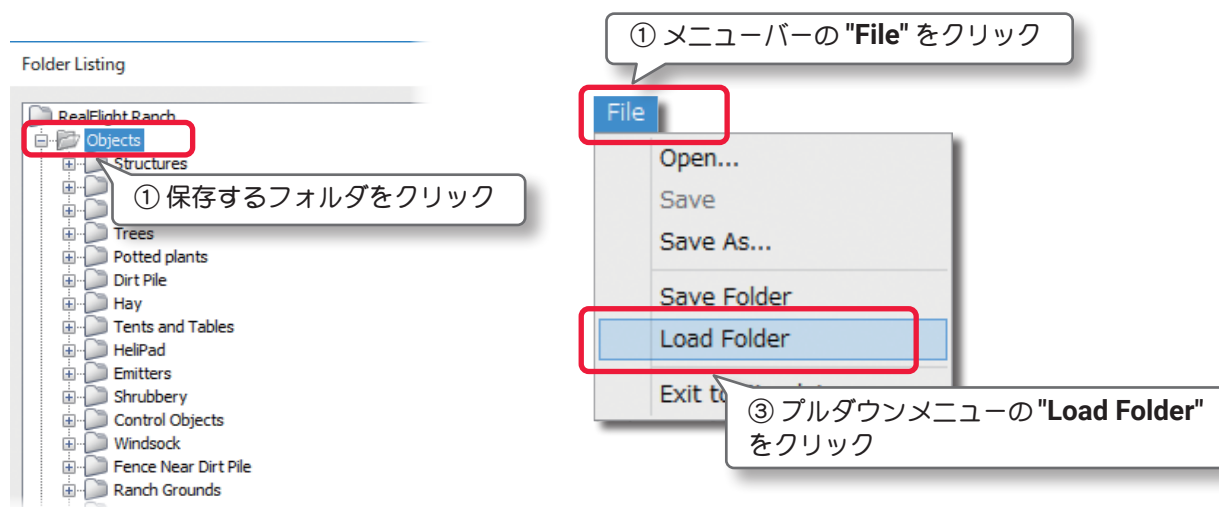 Folder Listing
RealFlight Ranch
Objects
Structures
① 保存するフォルダをクリック
Trees
Potted plants
Dirt Pile
Hay
Tents and Tables
HeliPad
Emitters
Shrubbery
Control Objects
Windsock
Fence Near Dirt Pile
Ranch Grounds
① メニューバーの "File" をクリック
File
Open...
Save
Save As...
Save Folder
Load Folder
Exit to
③ プルダウンメニューの "Load Folder"
をクリック